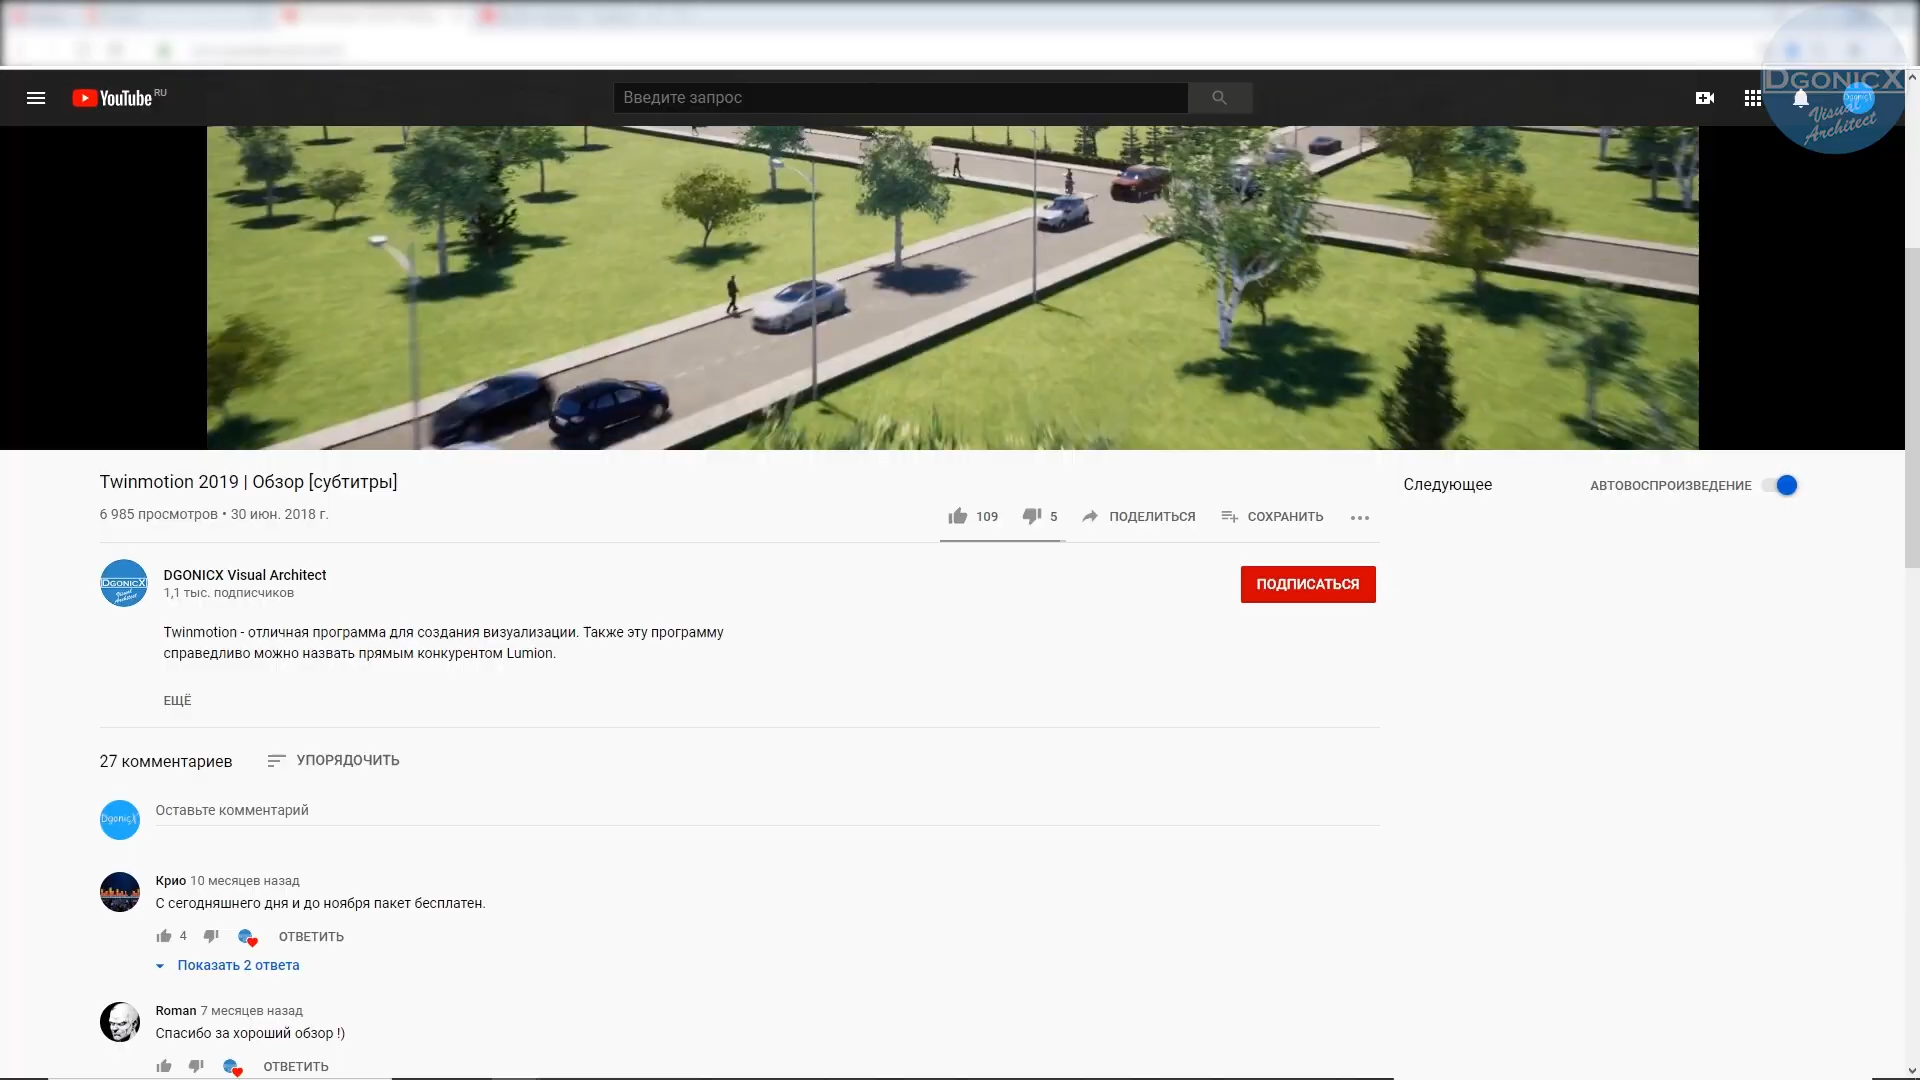 YouTube RU
Введите запрос
DGONICX
Visual
Architect
Twinmotion 2019 | Обзор [субтитры]
6 985 просмотров • 30 июн. 2018 г.
109
5
ПОДЕЛИТЬСЯ
СОХРАНИТЬ
Следующее
АВТОВОСПРОИЗВЕДЕНИЕ
DGONICX Visual Architect
1,1 тыс. подписчиков
ПОДПИСАТЬСЯ
Twinmotion - отличная программа для создания визуализации. Также эту программу
справедливо можно назвать прямым конкурентом Lumion.
ЕЩЁ
27 комментариев
УПОРЯДОЧИТЬ
DgonicX
Оставьте комментарий
Крио 10 месяцев назад
С сегодняшнего дня и до ноября пакет бесплатен.
4
ОТВЕТИТЬ
Показать 2 ответа
Roman 7 месяцев назад
Спасибо за хороший обзор !)
ОТВЕТИТЬ